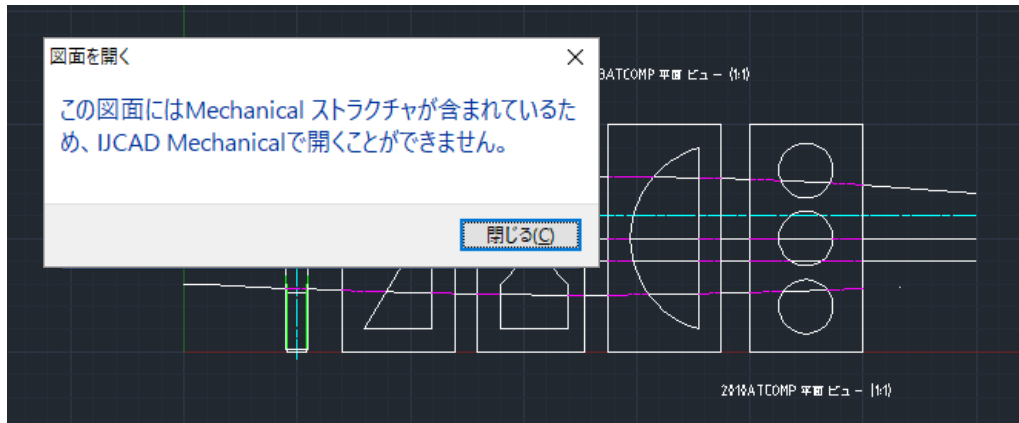 図面を開く
この図面にはMechanical ストラクチャが含まれているた
め、IJCAD Mechanicalで開くことができません。
閉じる(C)
ATCOMP 平面 ビュー (1:1)
2018ATCOMP 平面 ビュー (1:1)